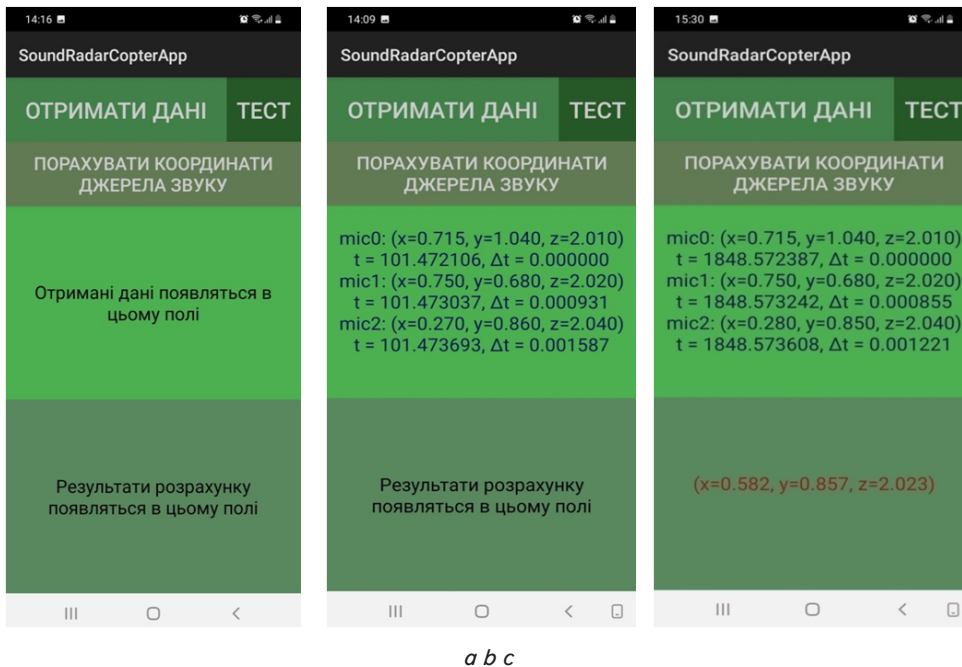 14:16
SoundRadarCopterApp
ОТРИМАТИ ДАНІ ТЕСТ
ПОРАХУВАТИ КООРДИНАТИ
ДЖЕРЕЛА ЗВУКУ
Отримані дані появляться в
цьому полі
Результати розрахунку
появляться в цьому полі
14:09
SoundRadarCopterApp
ОТРИМАТИ ДАНІ ТЕСТ
ПОРАХУВАТИ КООРДИНАТИ
ДЖЕРЕЛА ЗВУКУ
mic0: (x=0.715, y=1.040, z=2.010)
t = 101.472106, Δt = 0.000000
mic1: (x=0.750, y=0.680, z=2.020)
t = 101.473037, Δt = 0.000931
mic2: (x=0.270, y=0.860, z=2.040)
t = 101.473693, Δt = 0.001587
Результати розрахунку
появляться в цьому полі
15:30
SoundRadarCopterApp
ОТРИМАТИ ДАНІ ТЕСТ
ПОРАХУВАТИ КООРДИНАТИ
ДЖЕРЕЛА ЗВУКУ
mic0: (x=0.715, y=1.040, z=2.010)
t = 1848.572387, Δt = 0.000000
mic1: (x=0.750, y=0.680, z=2.020)
t = 1848.573242, Δt = 0.000855
mic2: (x=0.280, y=0.850, z=2.040)
t = 1848.573608, Δt = 0.001221
(x=0.582, y=0.857, z=2.023)
a b c